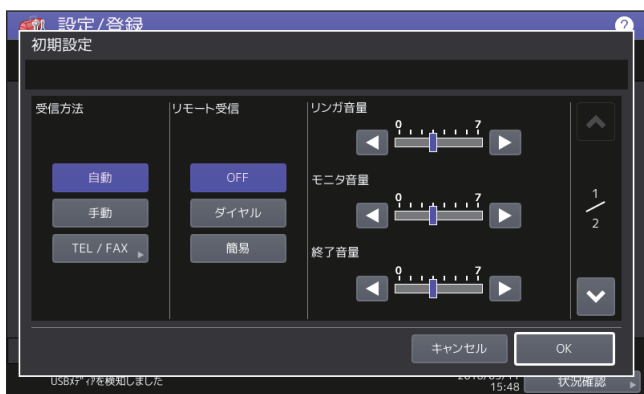 設定/登録
?
初期設定
受信方法
リモート受信
リンガ音量
0 7
自動
OFF
モニタ音量
0 7
手動
ダイヤル
1
2
TEL / FAX
簡易
終了音量
0 7
キャンセル
OK
USBﾒﾃﾞｨｱを検知しました
15:48
状況確認